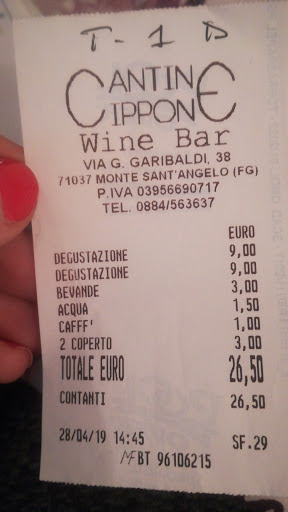 T-1 D
CANTINE
CIPPONE
Wine Bar
VIA G. GARIBALDI, 38
71037 MONTE SANT'ANGELO (FG)
P.IVA 03956690717
TEL. 0884/563637
EURO
DEGUSTAZIONE 9,00
DEGUSTAZIONE 9,00
BEVANDE 3,00
ACQUA 1,50
CAFFF' 1,00
2 COPERTO 3,00
TOTALE EURO 26,50
CONTANTI 26,50
28/04/19 14:45 SF.29
MF BT 96106215